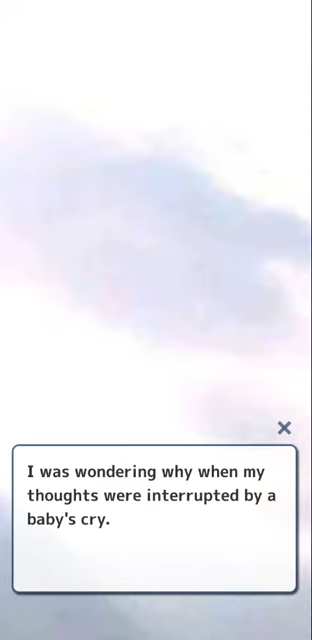 I was wondering why when my
thoughts were interrupted by a
baby's cry.